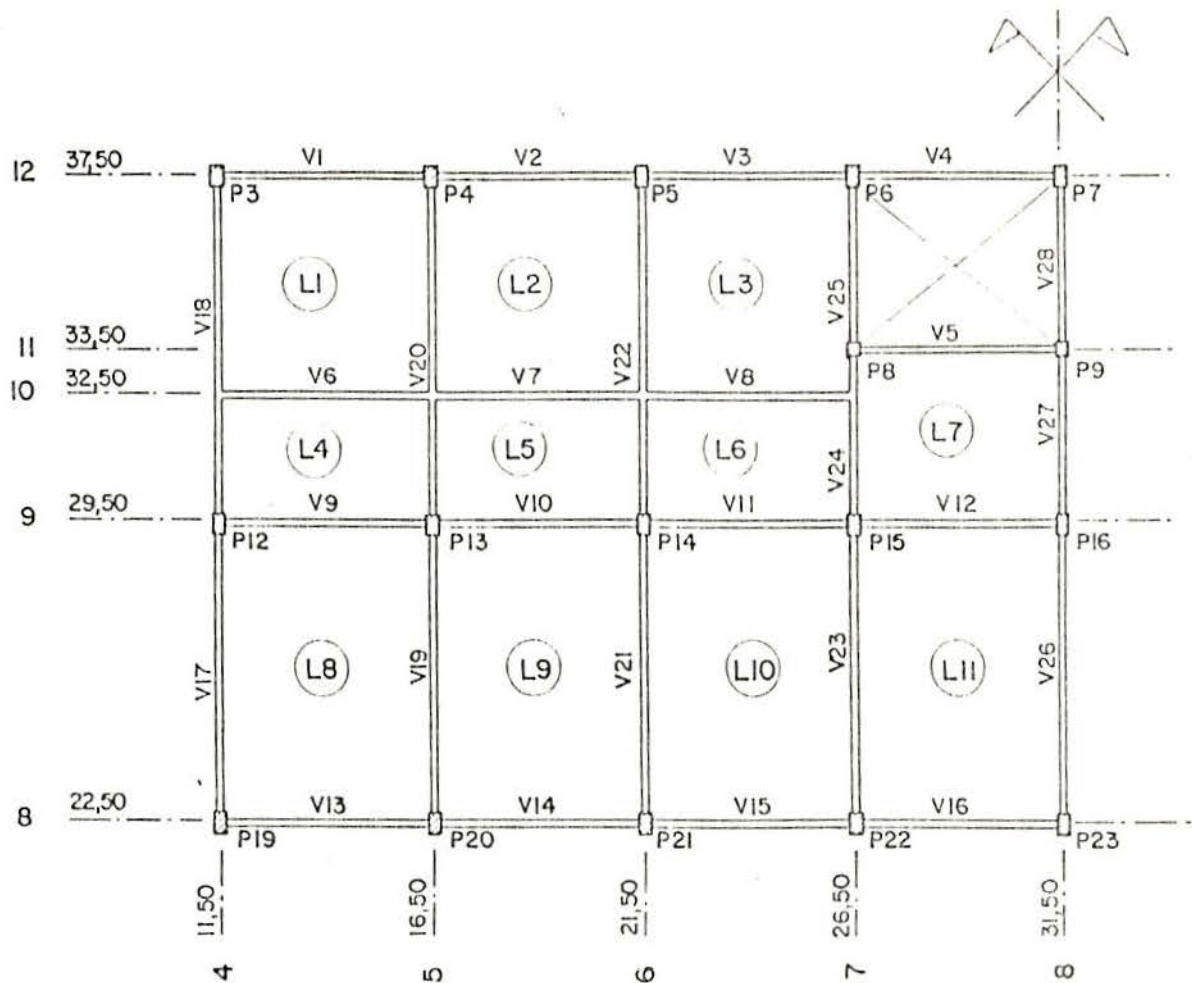 12 37,50 V1 V2 V3 V4
P3 P4 P5 P6 P7
L1 L2 L3
V18 V20 V22 V25 V28
11 33,50 V5
P8 P9
10 32,50 V6 V7 V8
L4 L5 L6 L7
V24 V27
9 29,50 V9 V10 V11 V12
P12 P13 P14 P15 P16
L8 L9 L10 L11
V17 V19 V21 V23 V26
8 22,50 V13 V14 V15 V16
P19 P20 P21 P22 P23
11,50 16,50 21,50 26,50 31,50
4 5 6 7 8